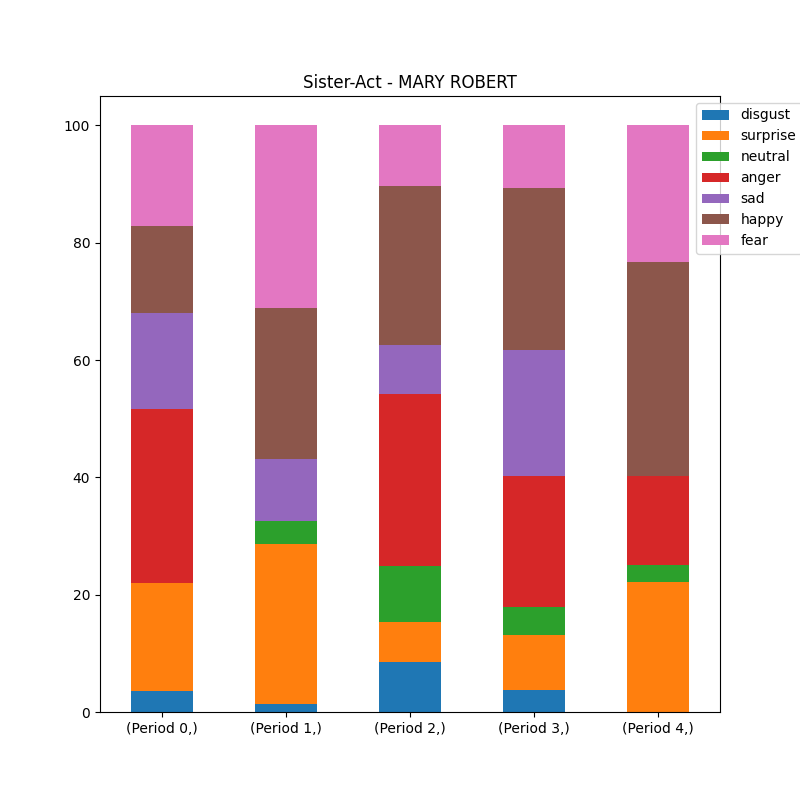 Sister-Act - MARY ROBERT
100
80
60
40
20
0
(Period 0,) (Period 1,) (Period 2,) (Period 3,) (Period 4,)
disgust
surprise
neutral
anger
sad
happy
fear